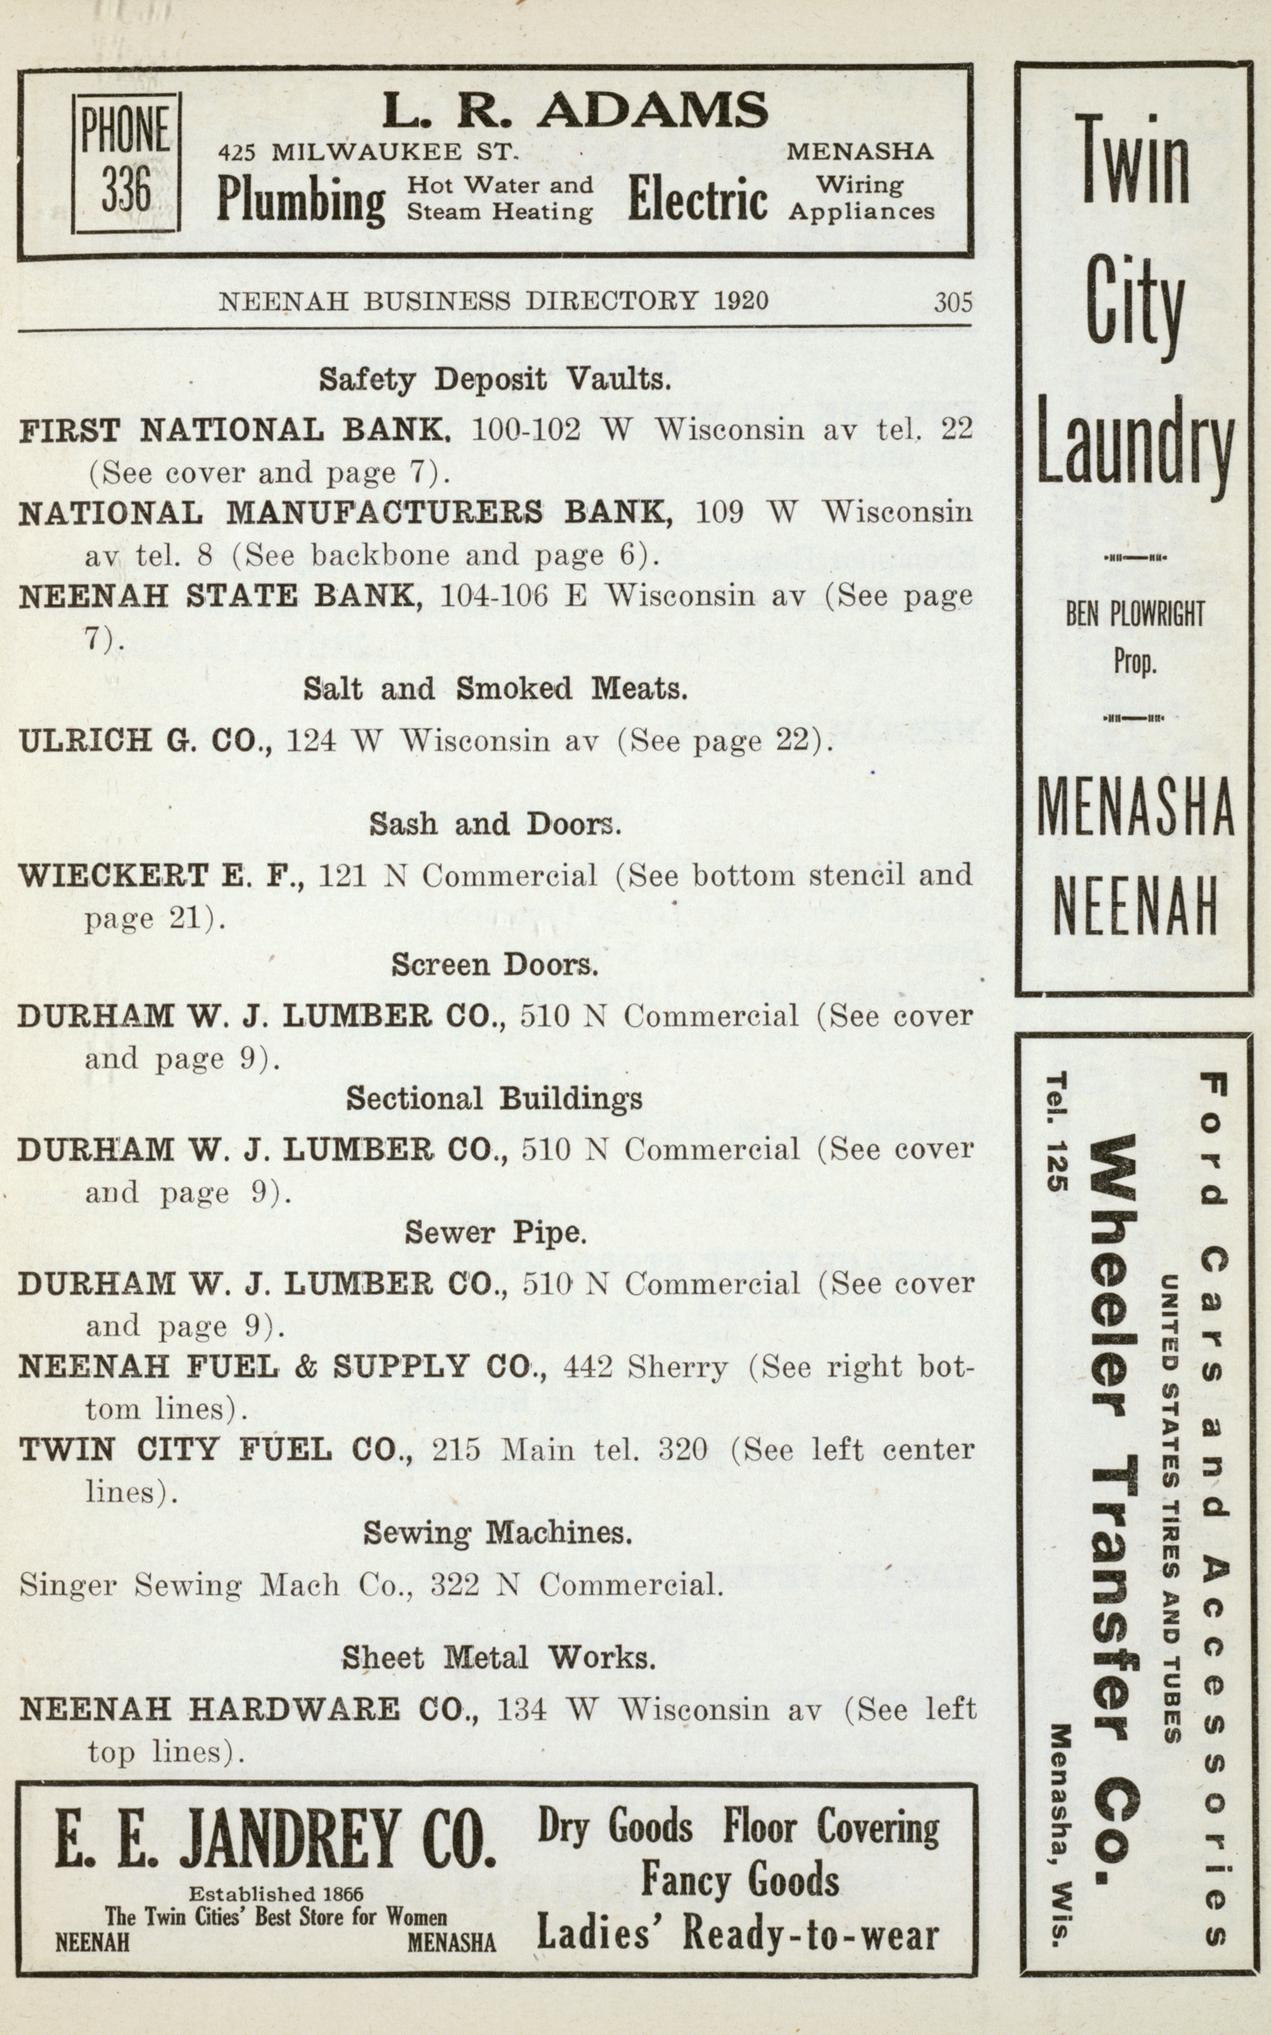 PHONE
336
L. R. ADAMS
425 MILWAUKEE ST. MENASHA
Plumbing Hot Water and Steam Heating Electric Wiring Appliances
NEENAH BUSINESS DIRECTORY 1920 305
Safety Deposit Vaults.
FIRST NATIONAL BANK, 100-102 W Wisconsin av tel. 22
(See cover and page 7).
NATIONAL MANUFACTURERS BANK, 109 W Wisconsin
av tel. 8 (See backbone and page 6).
NEENAH STATE BANK, 104-106 E Wisconsin av (See page
7).
Salt and Smoked Meats.
ULRICH G. CO., 124 W Wisconsin av (See page 22).
Sash and Doors.
WIECKERT E. F., 121 N Commercial (See bottom stencil and
page 21).
Screen Doors.
DURHAM W. J. LUMBER CO., 510 N Commercial (See cover
and page 9).
Sectional Buildings
DURHAM W. J. LUMBER CO., 510 N Commercial (See cover
and page 9).
Sewer Pipe.
DURHAM W. J. LUMBER CO., 510 N Commercial (See cover
and page 9).
NEENAH FUEL & SUPPLY CO., 442 Sherry (See right bot-
tom lines).
TWIN CITY FUEL CO., 215 Main tel. 320 (See left center
lines).
Sewing Machines.
Singer Sewing Mach Co., 322 N Commercial.
Sheet Metal Works.
NEENAH HARDWARE CO., 134 W Wisconsin av (See left
top lines).
E. E. JANDREY CO.
Established 1866
The Twin Cities' Best Store for Women
NEENAH MENASHA
Dry Goods Floor Covering
Fancy Goods
Ladies' Ready-to-wear
Twin
City
Laundry
BEN PLOWRIGHT
Prop.
MENASHA
NEENAH
Ford Cars and Accessories
UNITED STATES TIRES AND TUBES
Wheeler Transfer Co.
Tel. 125 Menasha, Wis.